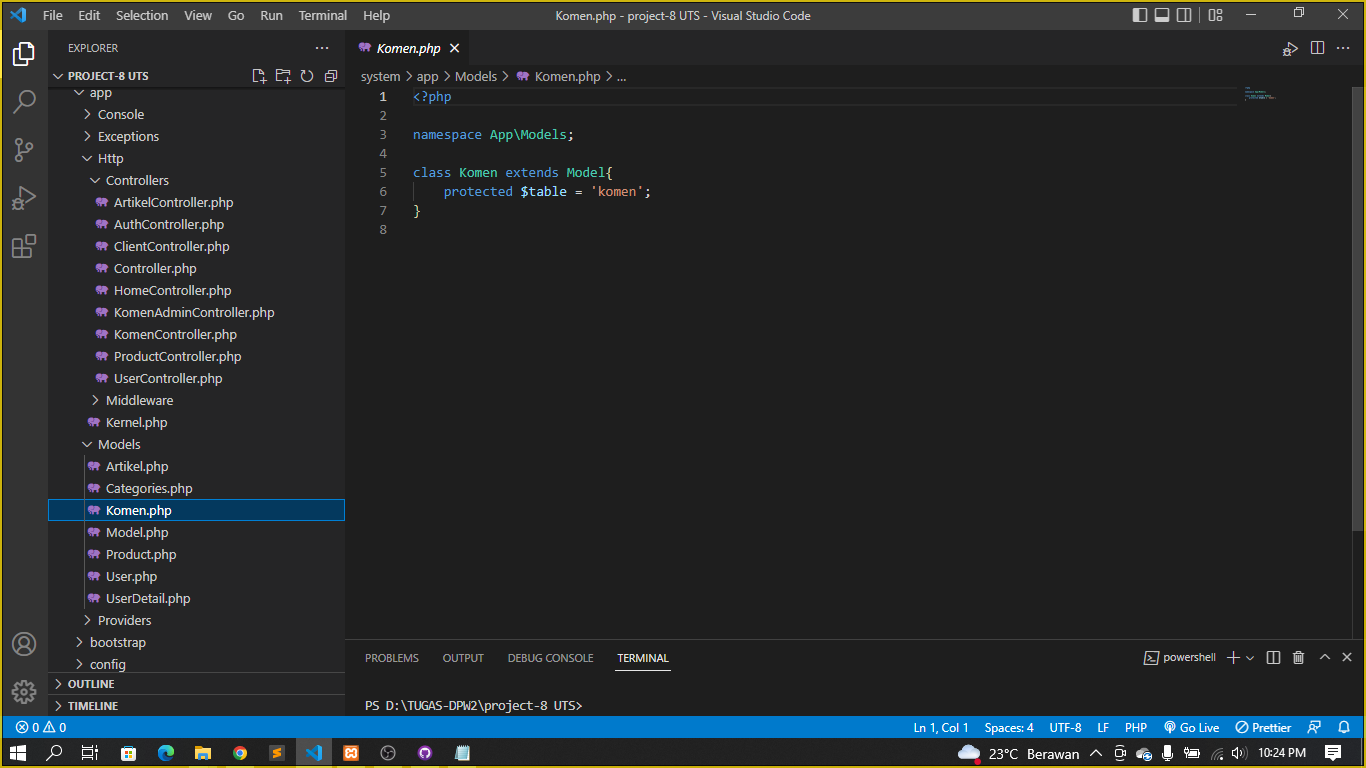 File Edit Selection View Go Run Terminal Help
Komen.php - project-8 UTS - Visual Studio Code
EXPLORER
PROJECT-8 UTS
app
Console
Exceptions
Http
Controllers
ArtikelController.php
AuthController.php
ClientController.php
Controller.php
HomeController.php
KomenAdminController.php
KomenController.php
ProductController.php
UserController.php
Middleware
Kernel.php
Models
Artikel.php
Categories.php
Komen.php
Model.php
Product.php
User.php
UserDetail.php
Providers
bootstrap
config
OUTLINE
TIMELINE
Komen.php
system > app > Models > Komen.php > ...
1 <?php
2
3 namespace App\Models;
4
5 class Komen extends Model{
6     protected $table = 'komen';
7 }
8
PROBLEMS OUTPUT DEBUG CONSOLE TERMINAL
powershell
PS D:\TUGAS-DPW2\project-8 UTS>
0 0
Ln 1, Col 1 Spaces: 4 UTF-8 LF PHP Go Live Prettier
23°C Berawan 10:24 PM